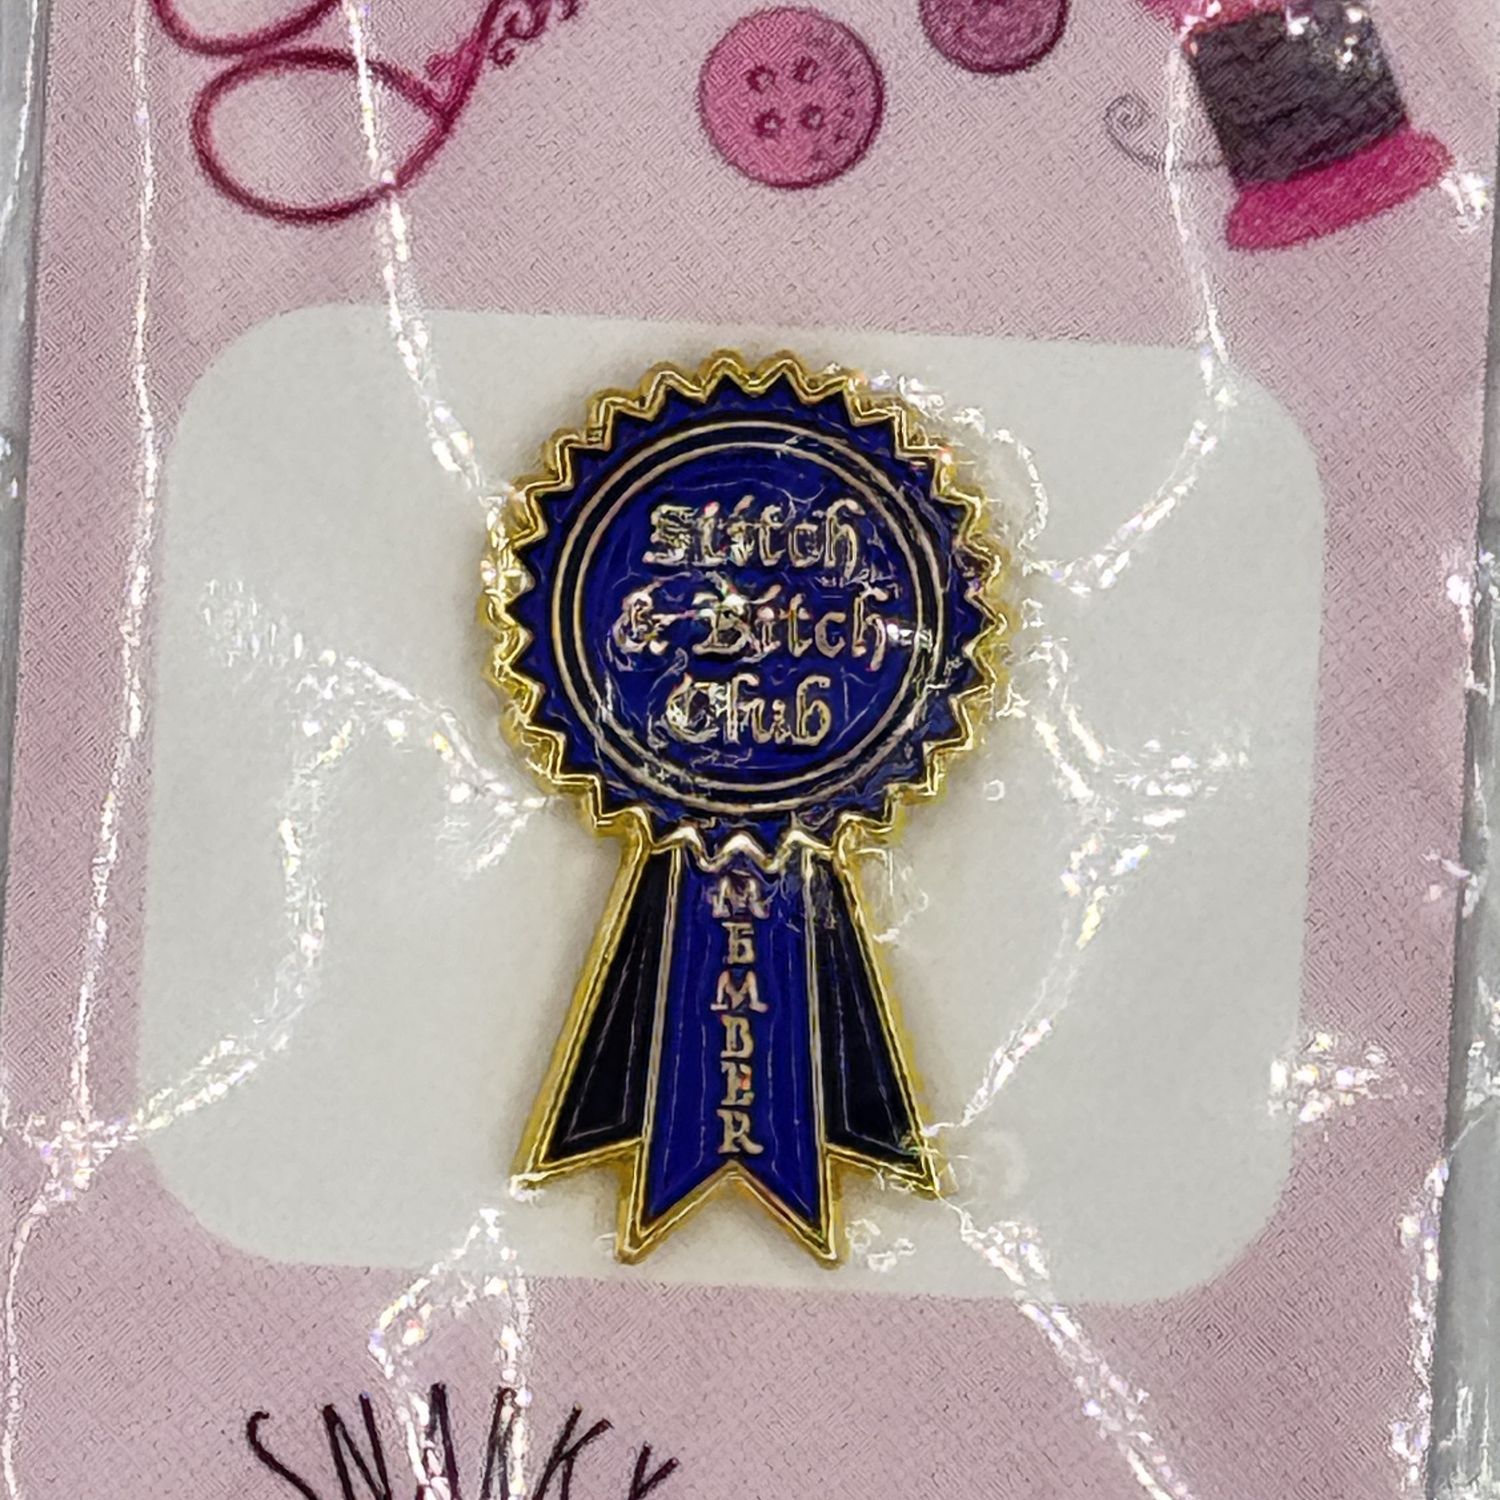 Stitch
& Bitch
Club
MEMBER